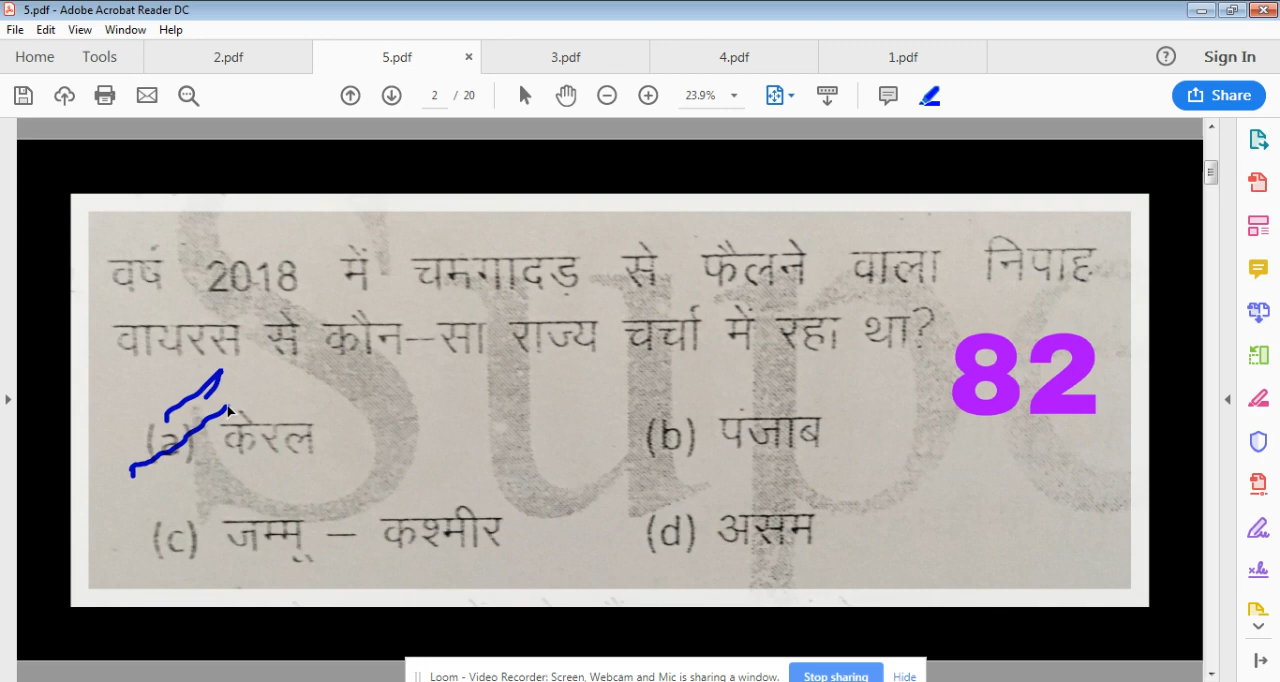 5.pdf - Adobe Acrobat Reader DC
File Edit View Window Help
Home Tools 2.pdf 5.pdf × 3.pdf 4.pdf 1.pdf ? Sign In
2 / 20 23.9% Share
वर्ष 2018 में चमगादड़ से फैलने वाला निपाह
वायरस से कौन–सा राज्य चर्चा में रहा था?
82
(a) केरल (b) पंजाब
(c) जम्मू – कश्मीर (d) असम
Loom - Video Recorder: Screen, Webcam and Mic is sharing a window. Stop sharing Hide